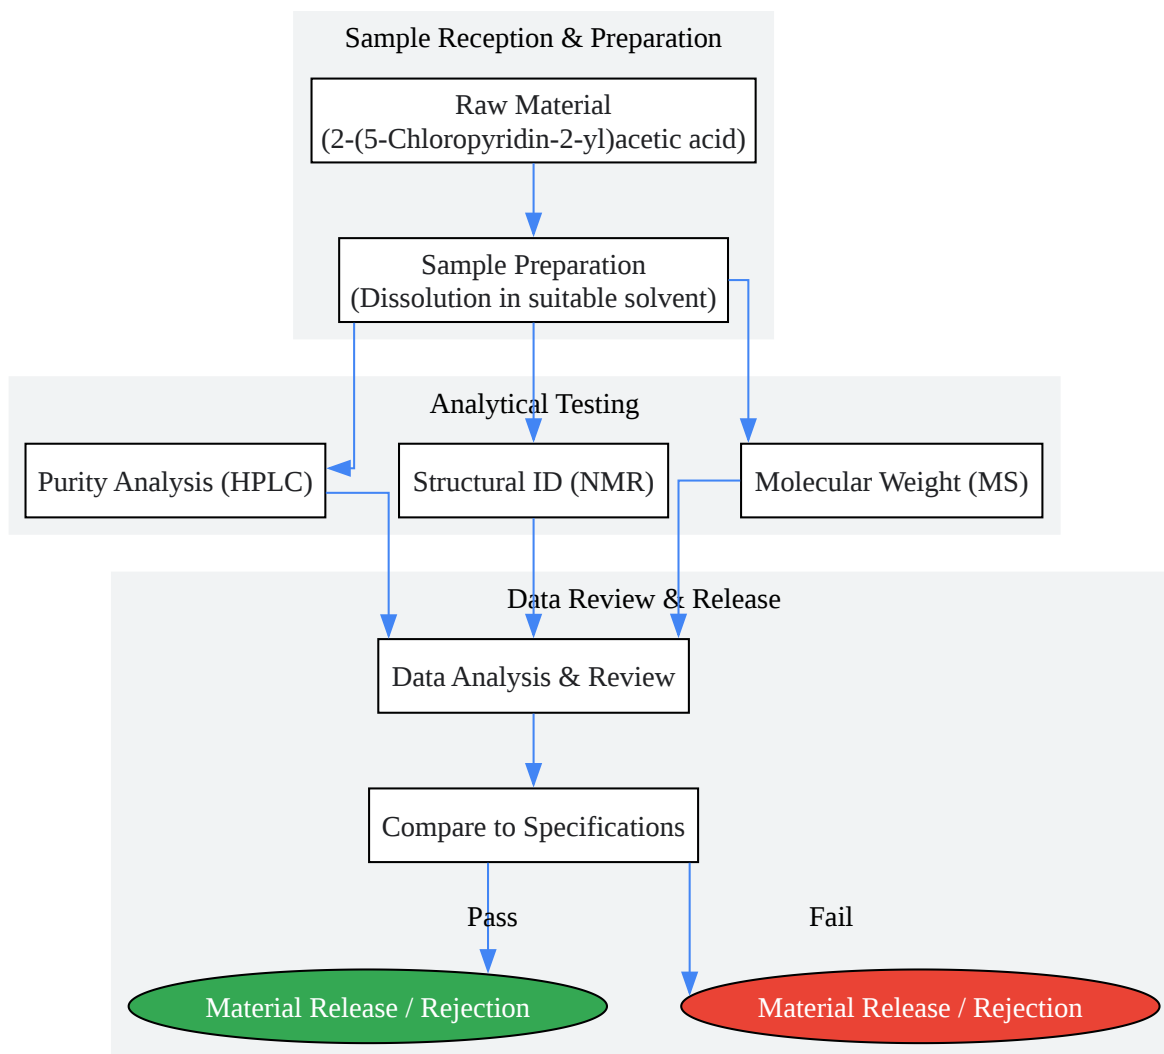 Sample Reception & Preparation
Raw Material
(2-(5-Chloropyridin-2-yl)acetic acid)
Sample Preparation
(Dissolution in suitable solvent)
Analytical Testing
Purity Analysis (HPLC)
Structural ID (NMR)
Molecular Weight (MS)
Data Review & Release
Data Analysis & Review
Compare to Specifications
Pass
Fail
Material Release / Rejection
Material Release / Rejection